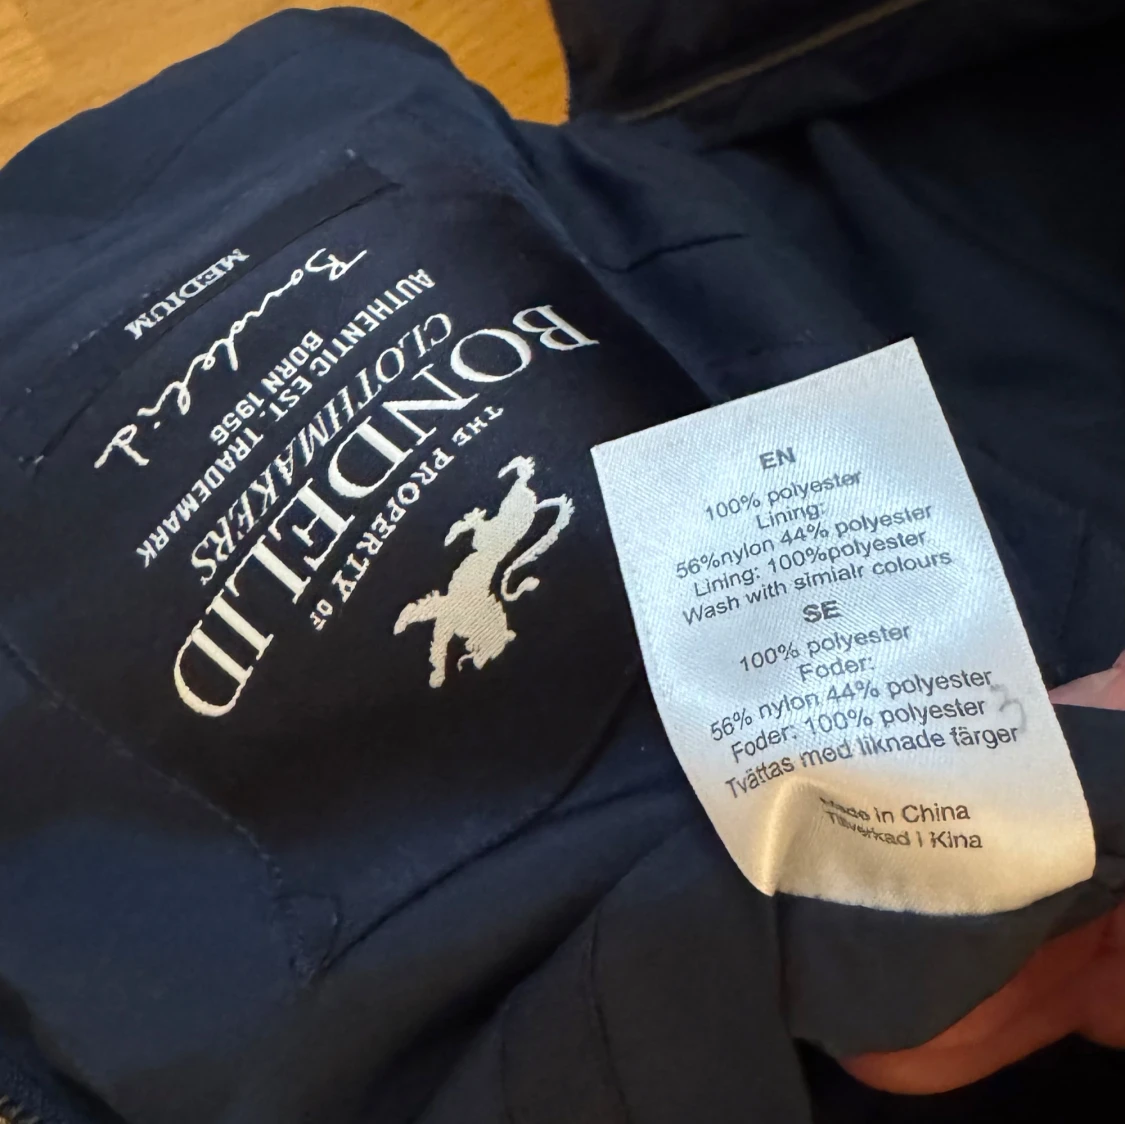 THE PROPERTY OF
BONDELID
CLOTHMAKERS
AUTHENTIC EST. TRADEMARK
BORN 1956
Bondelid
MEDIUM
EN
100% polyester
Lining:
56%nylon 44% polyester
Lining: 100%polyester
Wash with simialr colours
SE
100% polyester
Foder:
56% nylon 44% polyester
Foder: 100% polyester
Tvättas med liknade färger
Made in China
Tillverkad i Kina